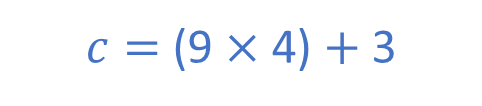 c = (9 × 4) + 3